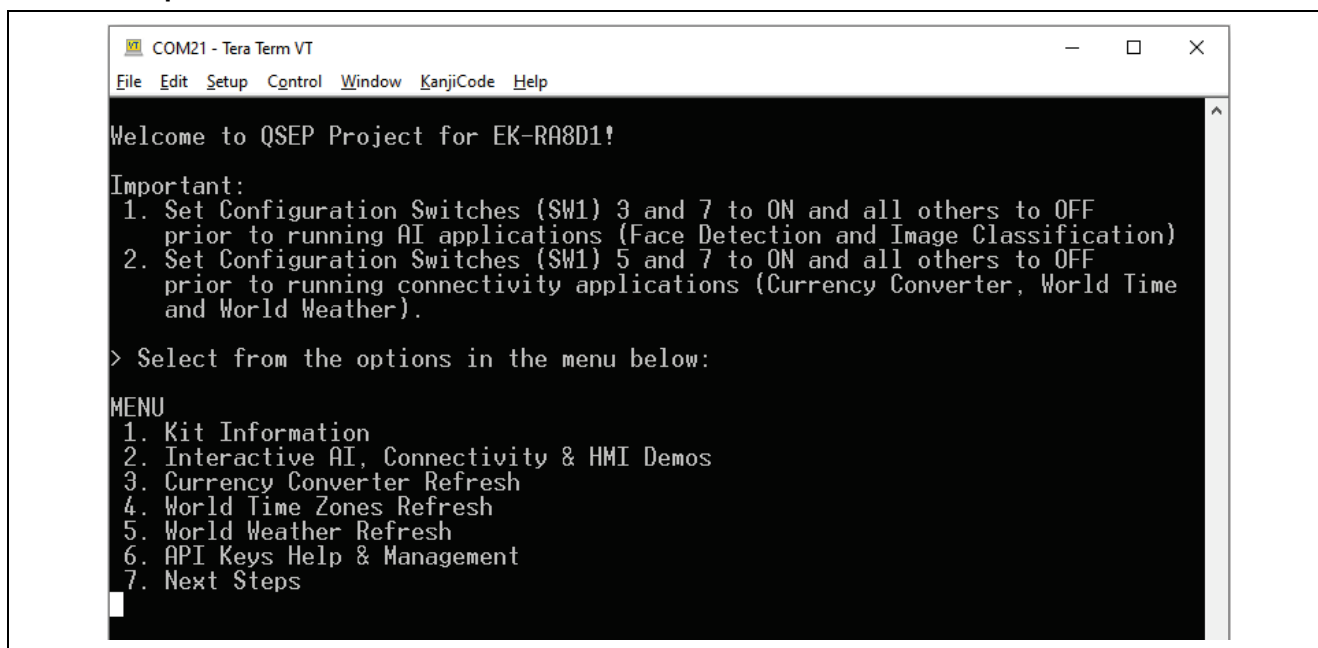 COM21 - Tera Term VT
File Edit Setup Control Window KanjiCode Help
Welcome to QSEP Project for EK-RA8D1!
Important:
1. Set Configuration Switches (SW1) 3 and 7 to ON and all others to OFF
prior to running AI applications (Face Detection and Image Classification)
2. Set Configuration Switches (SW1) 5 and 7 to ON and all others to OFF
prior to running connectivity applications (Currency Converter, World Time
and World Weather).
> Select from the options in the menu below:
MENU
1. Kit Information
2. Interactive AI, Connectivity & HMI Demos
3. Currency Converter Refresh
4. World Time Zones Refresh
5. World Weather Refresh
6. API Keys Help & Management
7. Next Steps